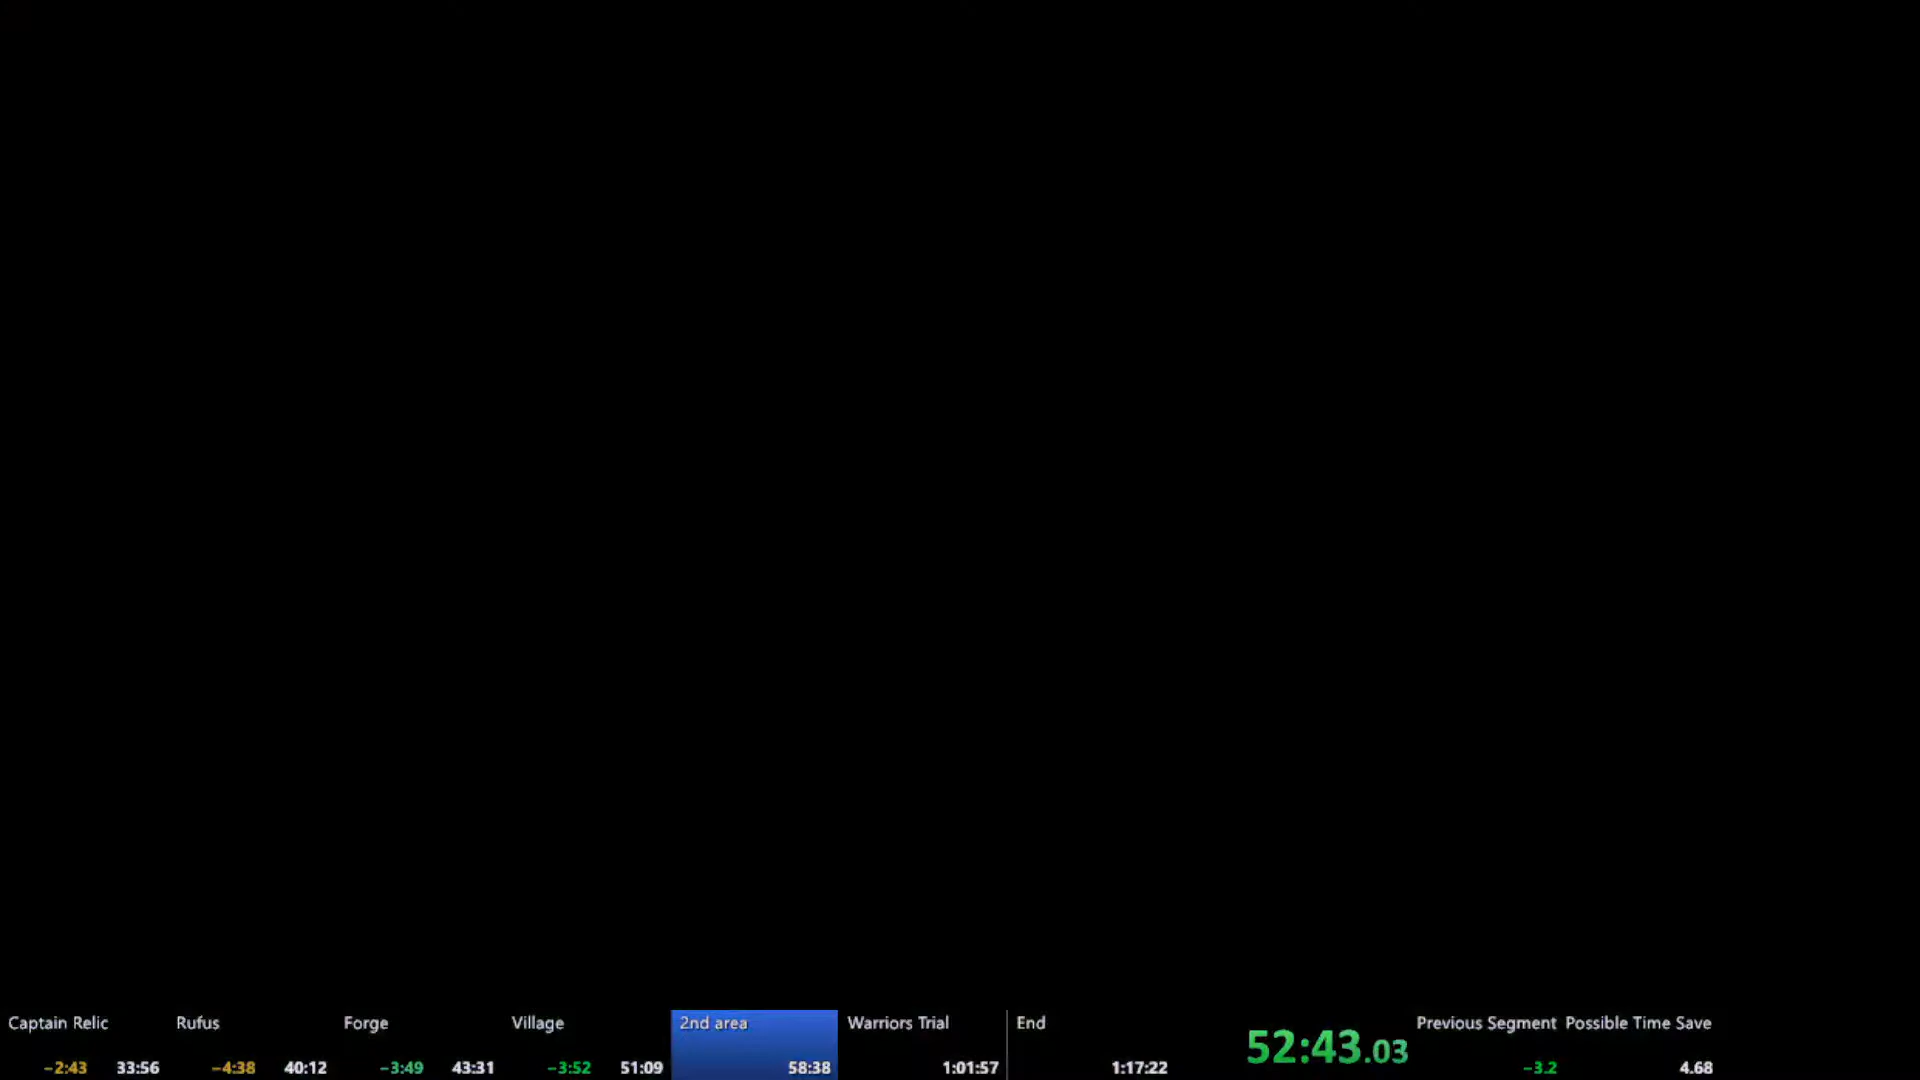 Captain Relic Rufus Forge Village 2nd area Warriors Trial End Previous Segment Possible Time Save
52:43.03
−2:43 33:56 −4:38 40:12 −3:49 43:31 −3:52 51:09 58:38 1:01:57 1:17:22 −3.2 4.68